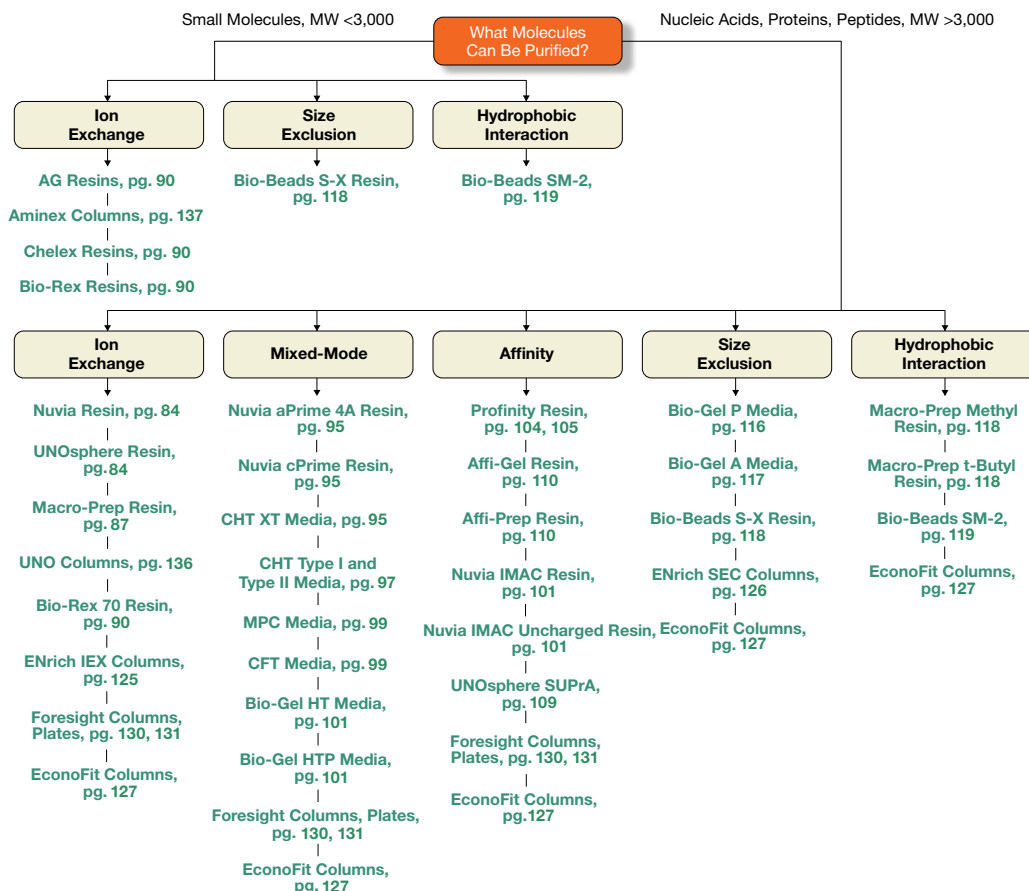 Small Molecules, MW <3,000
Nucleic Acids, Proteins, Peptides, MW >3,000
What Molecules
Can Be Purified?
Ion
Exchange
Size
Exclusion
Hydrophobic
Interaction
AG Resins, pg. 90
Aminex Columns, pg. 137
Chelex Resins, pg. 90
Bio-Rex Resins, pg. 90
Bio-Beads S-X Resin,
pg. 118
Bio-Beads SM-2,
pg. 119
Ion
Exchange
Mixed-Mode
Affinity
Size
Exclusion
Hydrophobic
Interaction
Nuvia Resin, pg. 84
UNOsphere Resin,
pg. 84
Macro-Prep Resin,
pg. 87
UNO Columns, pg. 136
Bio-Rex 70 Resin,
pg. 90
ENrich IEX Columns,
pg. 125
Foresight Columns,
Plates, pg. 130, 131
EconoFit Columns,
pg. 127
Nuvia aPrime 4A Resin,
pg. 95
Nuvia cPrime Resin,
pg. 95
CHT XT Media, pg. 95
CHT Type I and
Type II Media, pg. 97
MPC Media, pg. 99
CFT Media, pg. 99
Bio-Gel HT Media,
pg. 101
Bio-Gel HTP Media,
pg. 101
Foresight Columns, Plates,
pg. 130, 131
EconoFit Columns,
pg. 127
Profinity Resin,
pg. 104, 105
Affi-Gel Resin,
pg. 110
Affi-Prep Resin,
pg. 110
Nuvia IMAC Resin,
pg. 101
Nuvia IMAC Uncharged Resin,
pg. 101
UNOsphere SUPrA,
pg. 109
Foresight Columns,
Plates, pg. 130, 131
EconoFit Columns,
pg.127
Bio-Gel P Media,
pg. 116
Bio-Gel A Media,
pg. 117
Bio-Beads S-X Resin,
pg. 118
ENrich SEC Columns,
pg. 126
EconoFit Columns,
pg. 127
Macro-Prep Methyl
Resin, pg. 118
Macro-Prep t-Butyl
Resin, pg. 118
Bio-Beads SM-2,
pg. 119
EconoFit Columns,
pg. 127